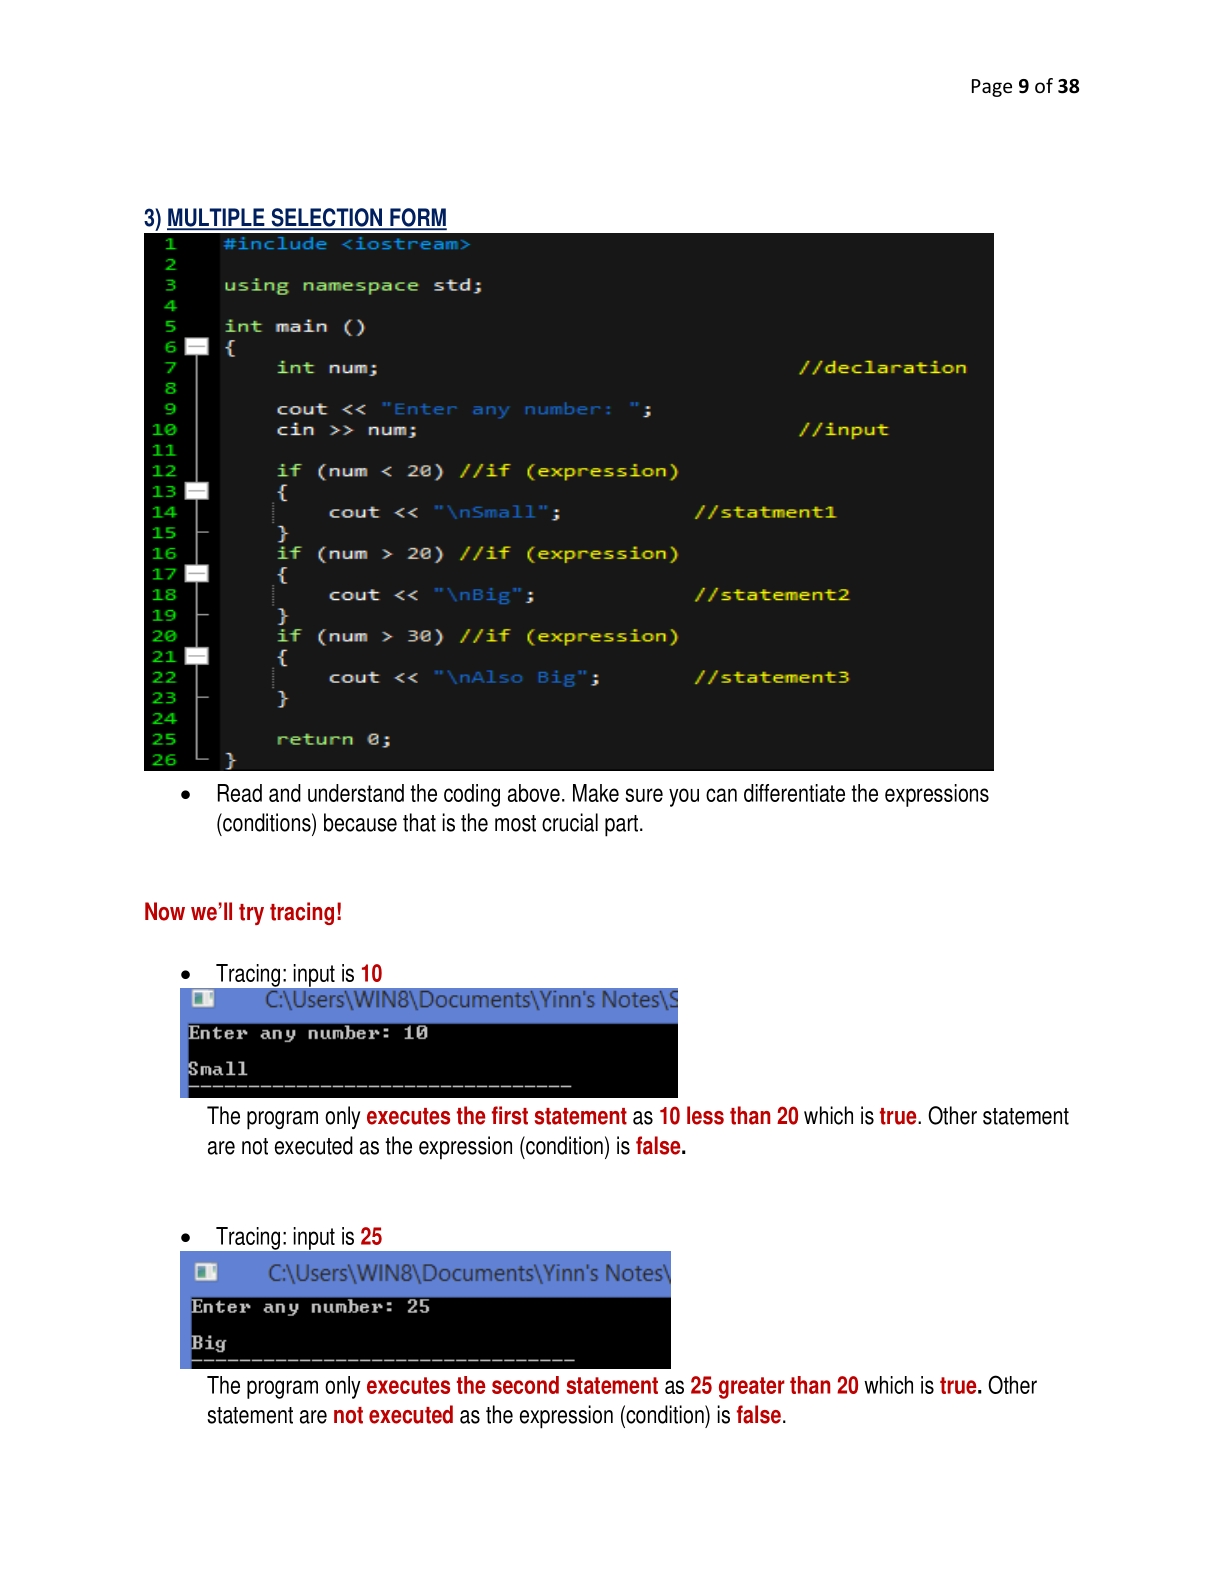 Page 9 of 38
3) MULTIPLE SELECTION FORM
1 #include <iostream>
2
3 using namespace std;
4
5 int main ()
6 {
7 int num; //declaration
8
9 cout << "Enter any number: ";
10 cin >> num; //input
11
12 if (num < 20) //if (expression)
13 {
14 cout << "\nSmall"; //statment1
15 }
16 if (num > 20) //if (expression)
17 {
18 cout << "\nBig"; //statement2
19 }
20 if (num > 30) //if (expression)
21 {
22 cout << "\nAlso Big"; //statement3
23 }
24
25 return 0;
26 }
• Read and understand the coding above. Make sure you can differentiate the expressions
(conditions) because that is the most crucial part.
Now we’ll try tracing!
• Tracing: input is 10
C:\Users\WIN8\Documents\Yinn's Notes\S
Enter any number: 10
Small
--------------------------------
The program only executes the first statement as 10 less than 20 which is true. Other statement
are not executed as the expression (condition) is false.
• Tracing: input is 25
C:\Users\WIN8\Documents\Yinn's Notes\
Enter any number: 25
Big
--------------------------------
The program only executes the second statement as 25 greater than 20 which is true. Other
statement are not executed as the expression (condition) is false.